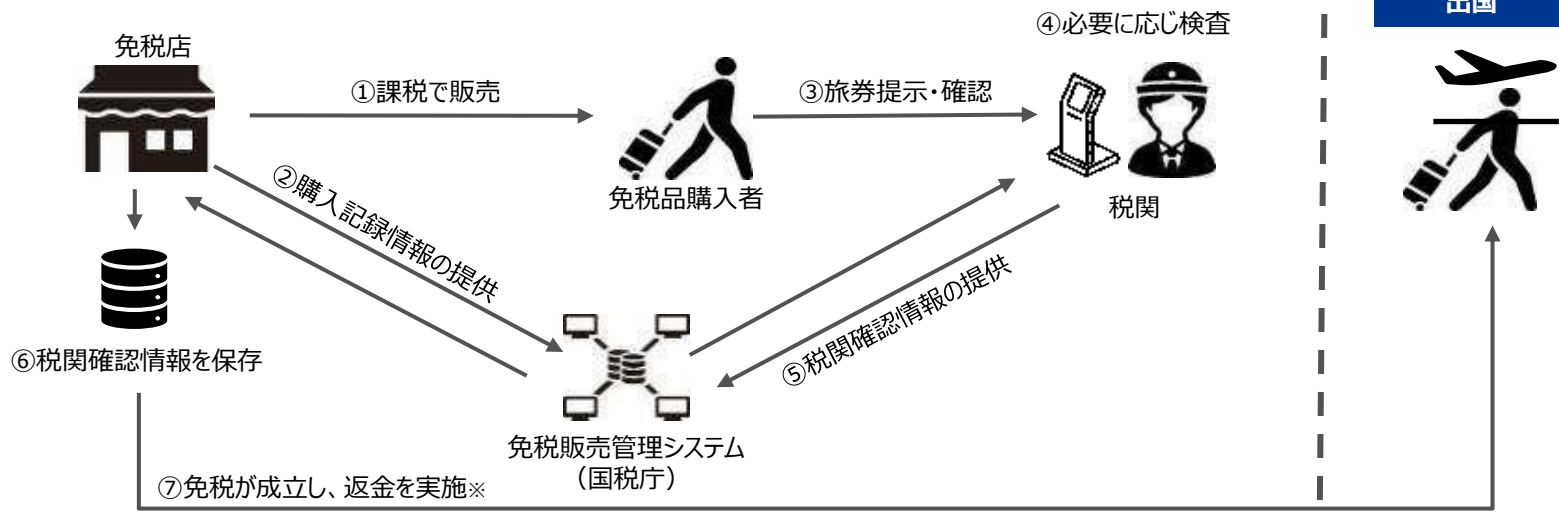 出国
④必要に応じ検査
免税店
①課税で販売
③旅券提示・確認
免税品購入者
税関
②購入記録情報の提供
⑤税関確認情報の提供
⑥税関確認情報を保存
免税販売管理システム
（国税庁）
⑦免税が成立し、返金を実施※